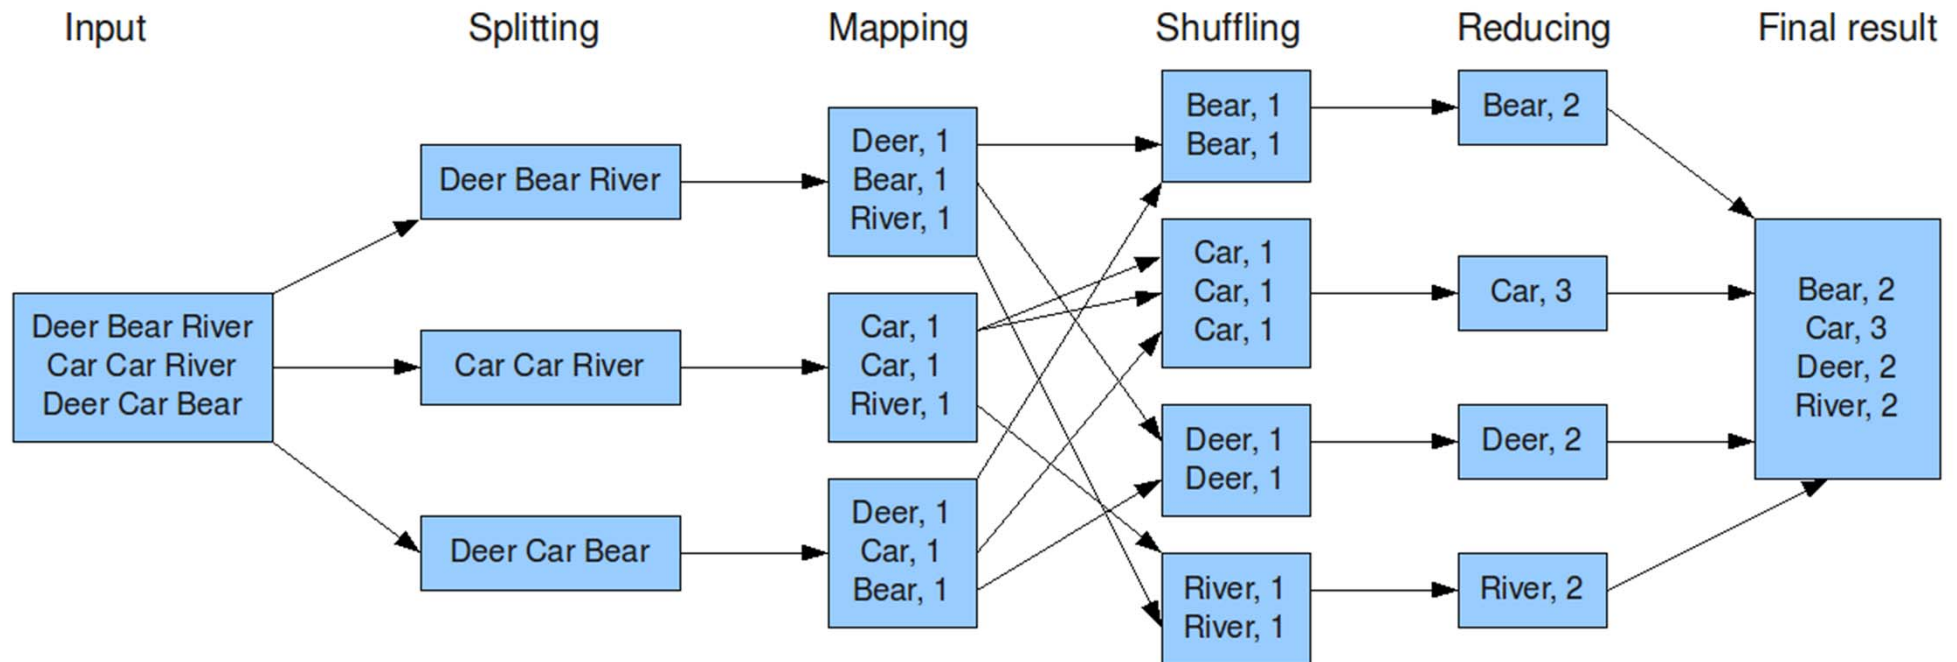 Input
Splitting
Mapping
Shuffling
Reducing
Final result
Deer Bear River
Car Car River
Deer Car Bear
Deer Bear River
Car Car River
Deer Car Bear
Deer, 1
Bear, 1
River, 1
Car, 1
Car, 1
River, 1
Deer, 1
Car, 1
Bear, 1
Bear, 1
Bear, 1
Car, 1
Car, 1
Car, 1
Deer, 1
Deer, 1
River, 1
River, 1
Bear, 2
Car, 3
Deer, 2
River, 2
Bear, 2
Car, 3
Deer, 2
River, 2